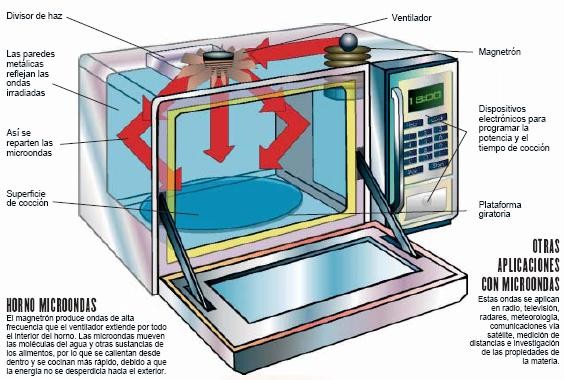 Divisor de haz
Ventilador
Las paredes
metálicas
reflejan las
ondas
irradiadas
Magnetrón
18:00
Dispositivos
electrónicos para
programar la
potencia y el
tiempo de cocción
Así se
reparten las
microondas
Superficie
de cocción
Plataforma
giratoria
HORNO MICROONDAS
El magnetrón produce ondas de alta
frecuencia que el ventilador extiende por todo
el interior del horno. Las microondas mueven
las moléculas del agua y otras sustancias de
los alimentos, por lo que se calientan desde
dentro y se cocinan más rápido, debido a que
la energía no se desperdicia hacia el exterior.
OTRAS
APLICACIONES
CON MICROONDAS
Estas ondas se aplican
en radio, televisión,
radares, meteorología,
comunicaciones vía
satélite, medición de
distancias e investigación
de las propiedades de
la materia.